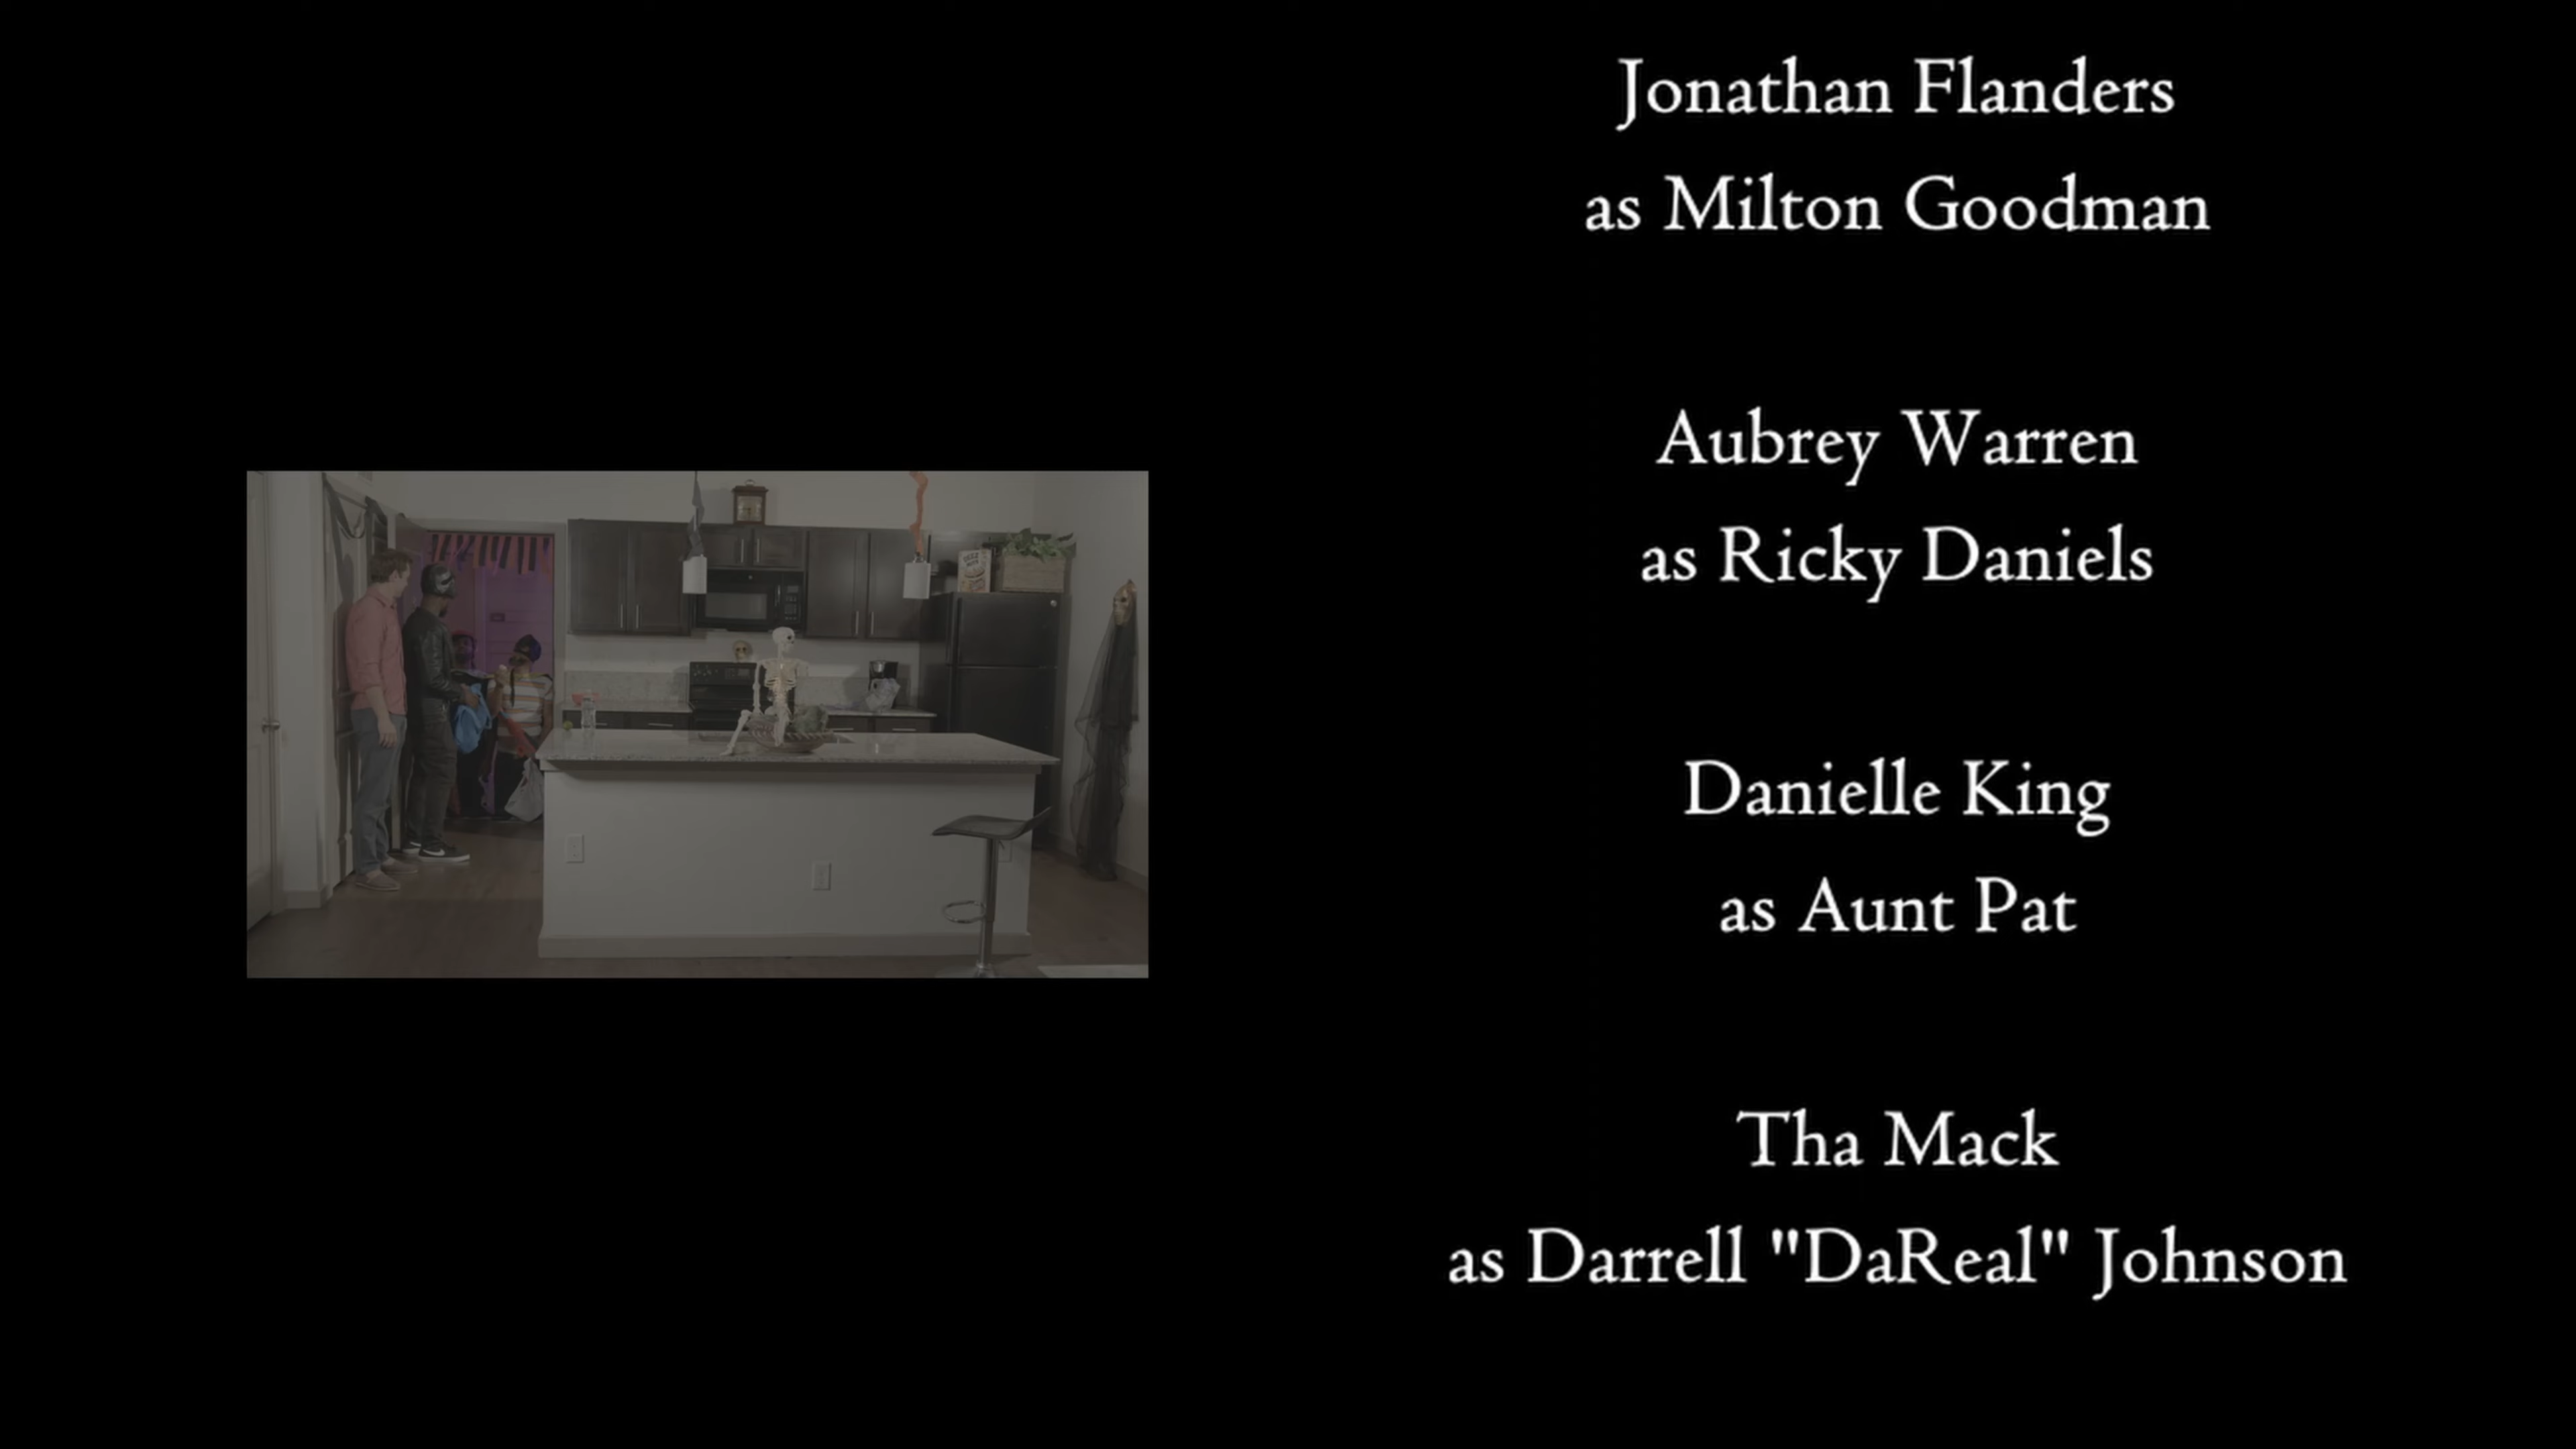 Jonathan Flanders
as Milton Goodman
Aubrey Warren
as Ricky Daniels
Danielle King
as Aunt Pat
Tha Mack
as Darrell "DaReal" Johnson